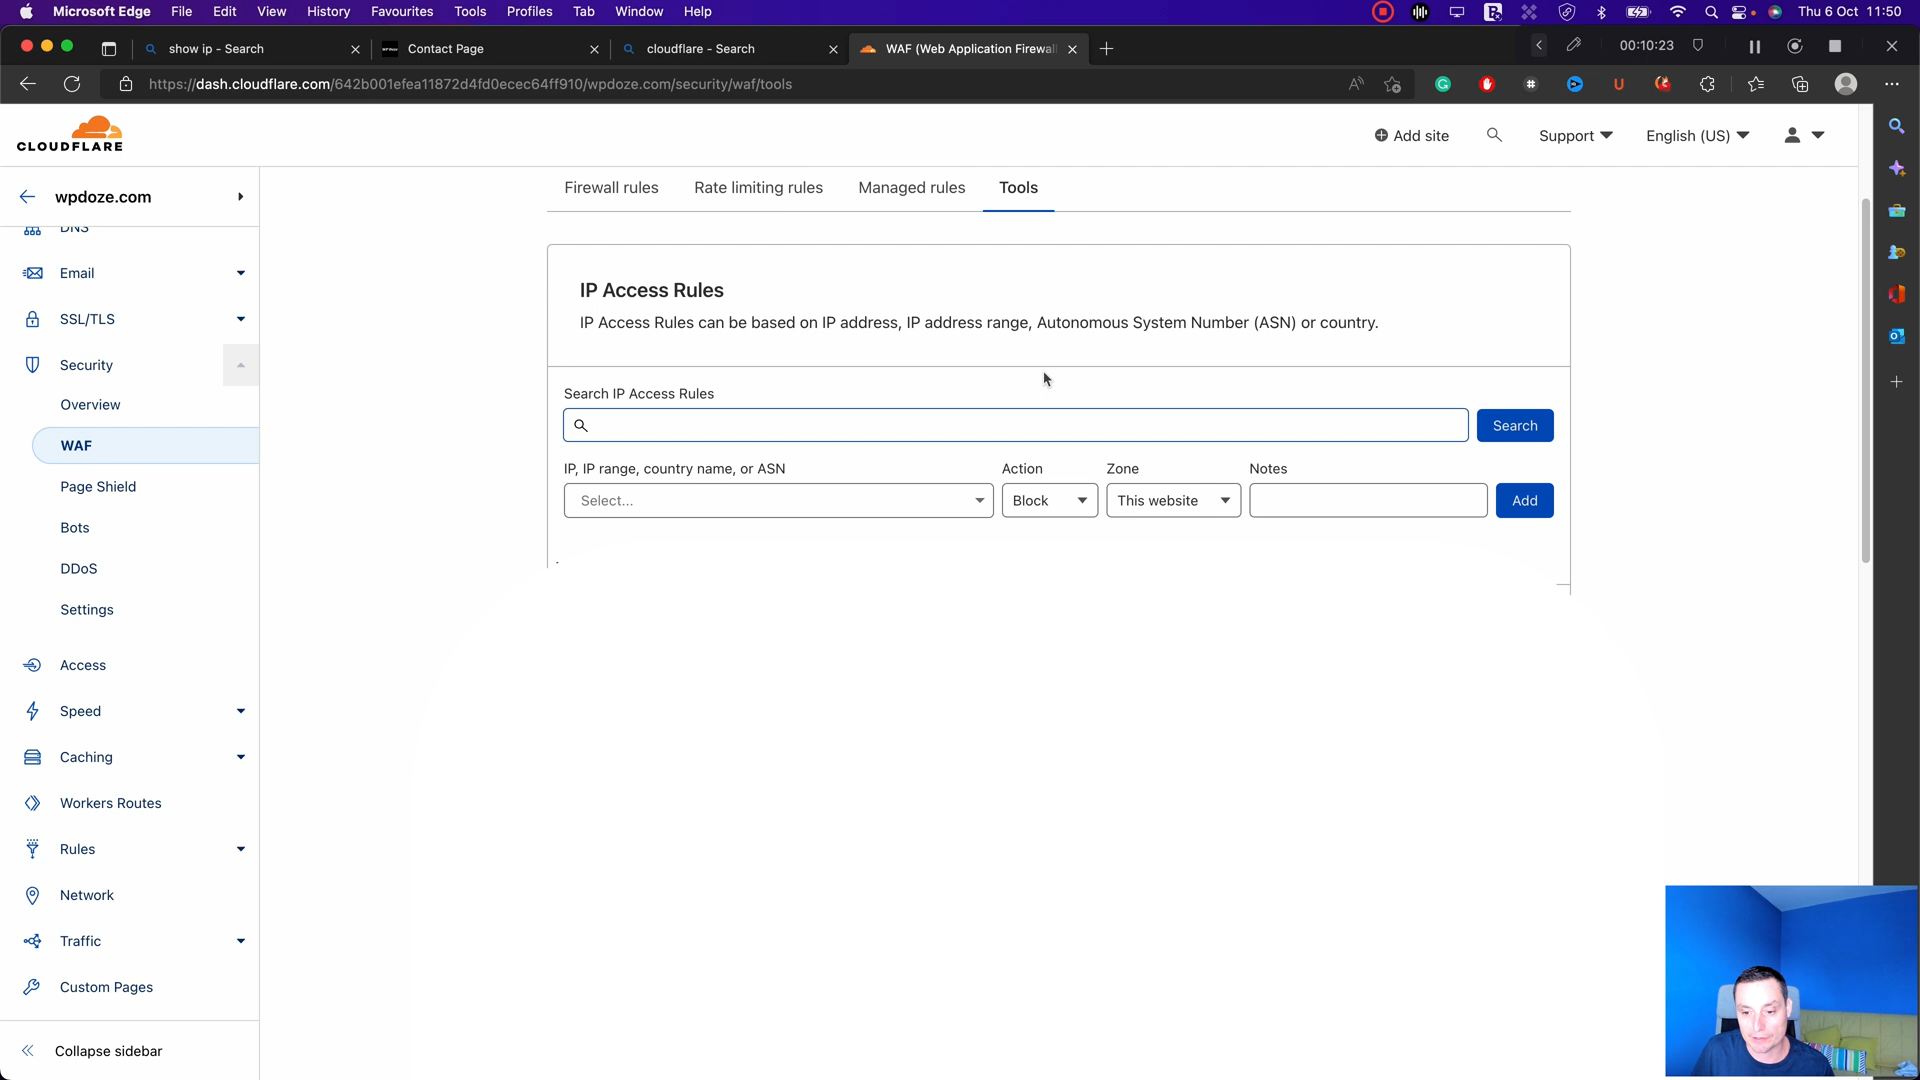 Microsoft Edge File Edit View History Favourites Tools Profiles Tab Window Help Thu 6 Oct 11:50
show ip - Search Contact Page cloudflare - Search WAF (Web Application Firewal 00:10:23
https://dash.cloudflare.com/642b001efea11872d4fd0ecec64ff910/wpdoze.com/security/waf/tools
CLOUDFLARE
Add site Support English (US)
wpdoze.com
Firewall rules Rate limiting rules Managed rules Tools
DNS
Email
SSL/TLS
Security
Overview
WAF
Page Shield
Bots
DDoS
Settings
Access
Speed
Caching
Workers Routes
Rules
Network
Traffic
Custom Pages
Collapse sidebar
IP Access Rules
IP Access Rules can be based on IP address, IP address range, Autonomous System Number (ASN) or country.
Search IP Access Rules
Search
IP, IP range, country name, or ASN Action Zone Notes
Select... Block This website Add